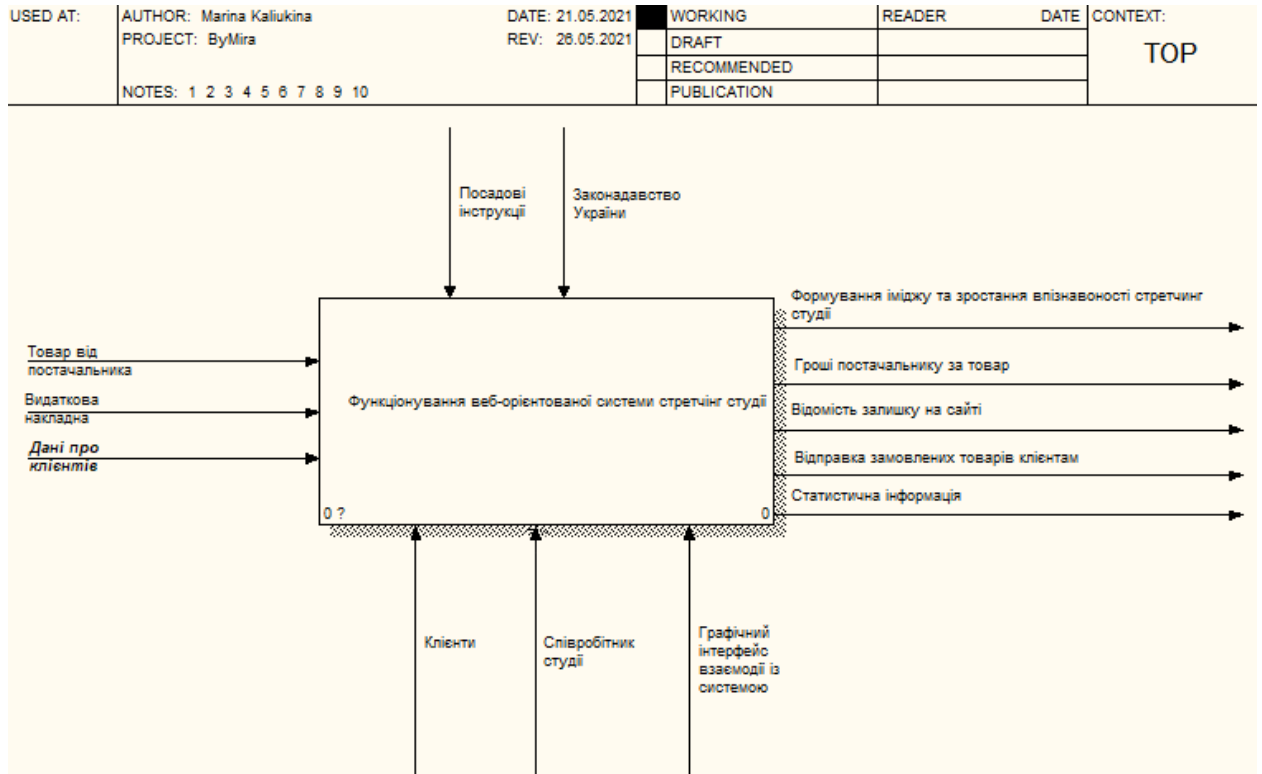 USED AT:
AUTHOR: Marina Kaliukina
DATE: 21.05.2021
WORKING
READER
DATE
CONTEXT:
PROJECT: ByMira
REV: 26.05.2021
DRAFT
TOP
RECOMMENDED
NOTES: 1 2 3 4 5 6 7 8 9 10
PUBLICATION
Посадові
інструкції
Законадавство
України
Формування іміджу та зростання впізнавоності стретчинг
студії
Товар від
постачальника
Гроші постачальнику за товар
Видаткова
накладна
Функціонування веб-орієнтованої системи стретчінг студії
Відомість залишку на сайті
Дані про
клієнтів
Відправка замовлених товарів клієнтам
Статистична інформація
0 ?
0
Клієнти
Співробітник
студії
Графічний
інтерфейс
взаємодії із
системою